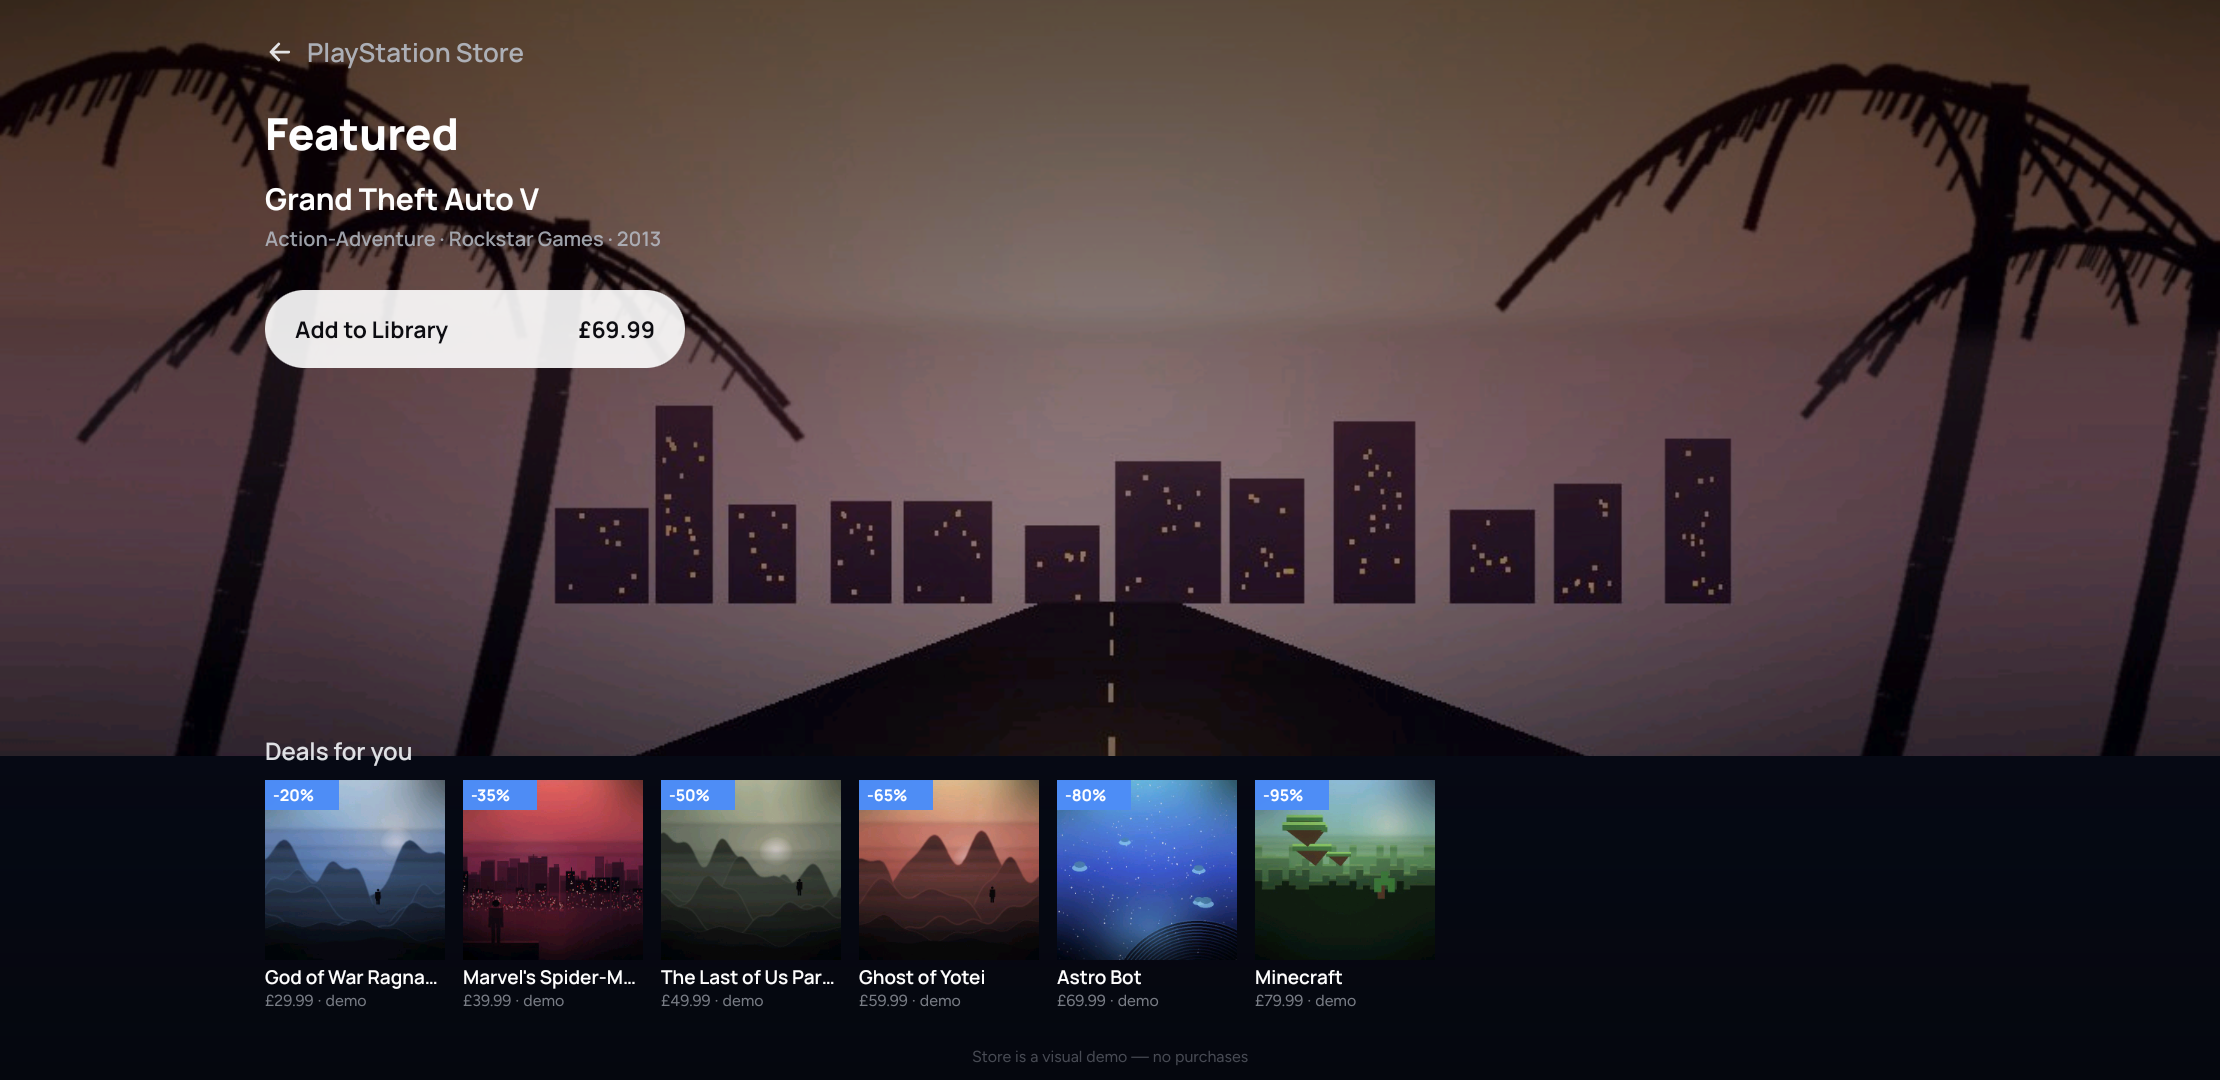 PlayStation Store
Featured
Grand Theft Auto V
Action-Adventure · Rockstar Games · 2013
Add to Library £69.99
Deals for you
-20% -35% -50% -65% -80% -95%
God of War Ragna... Marvel's Spider-M... The Last of Us Par... Ghost of Yotei Astro Bot Minecraft
£29.99 · demo £39.99 · demo £49.99 · demo £59.99 · demo £69.99 · demo £79.99 · demo
Store is a visual demo — no purchases